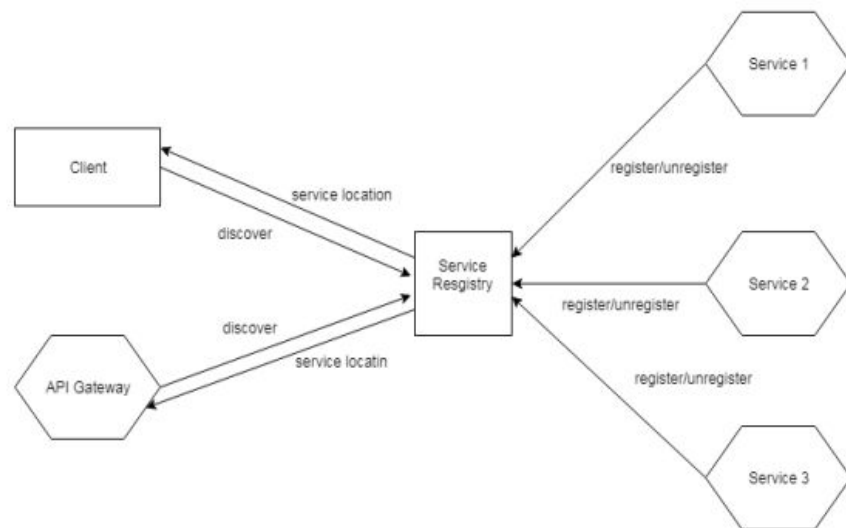 Service 1
Client
register/unregister
service location
discover
Service
Resgistry
Service 2
register/unregister
discover
service locatin
register/unregister
API Gateway
Service 3